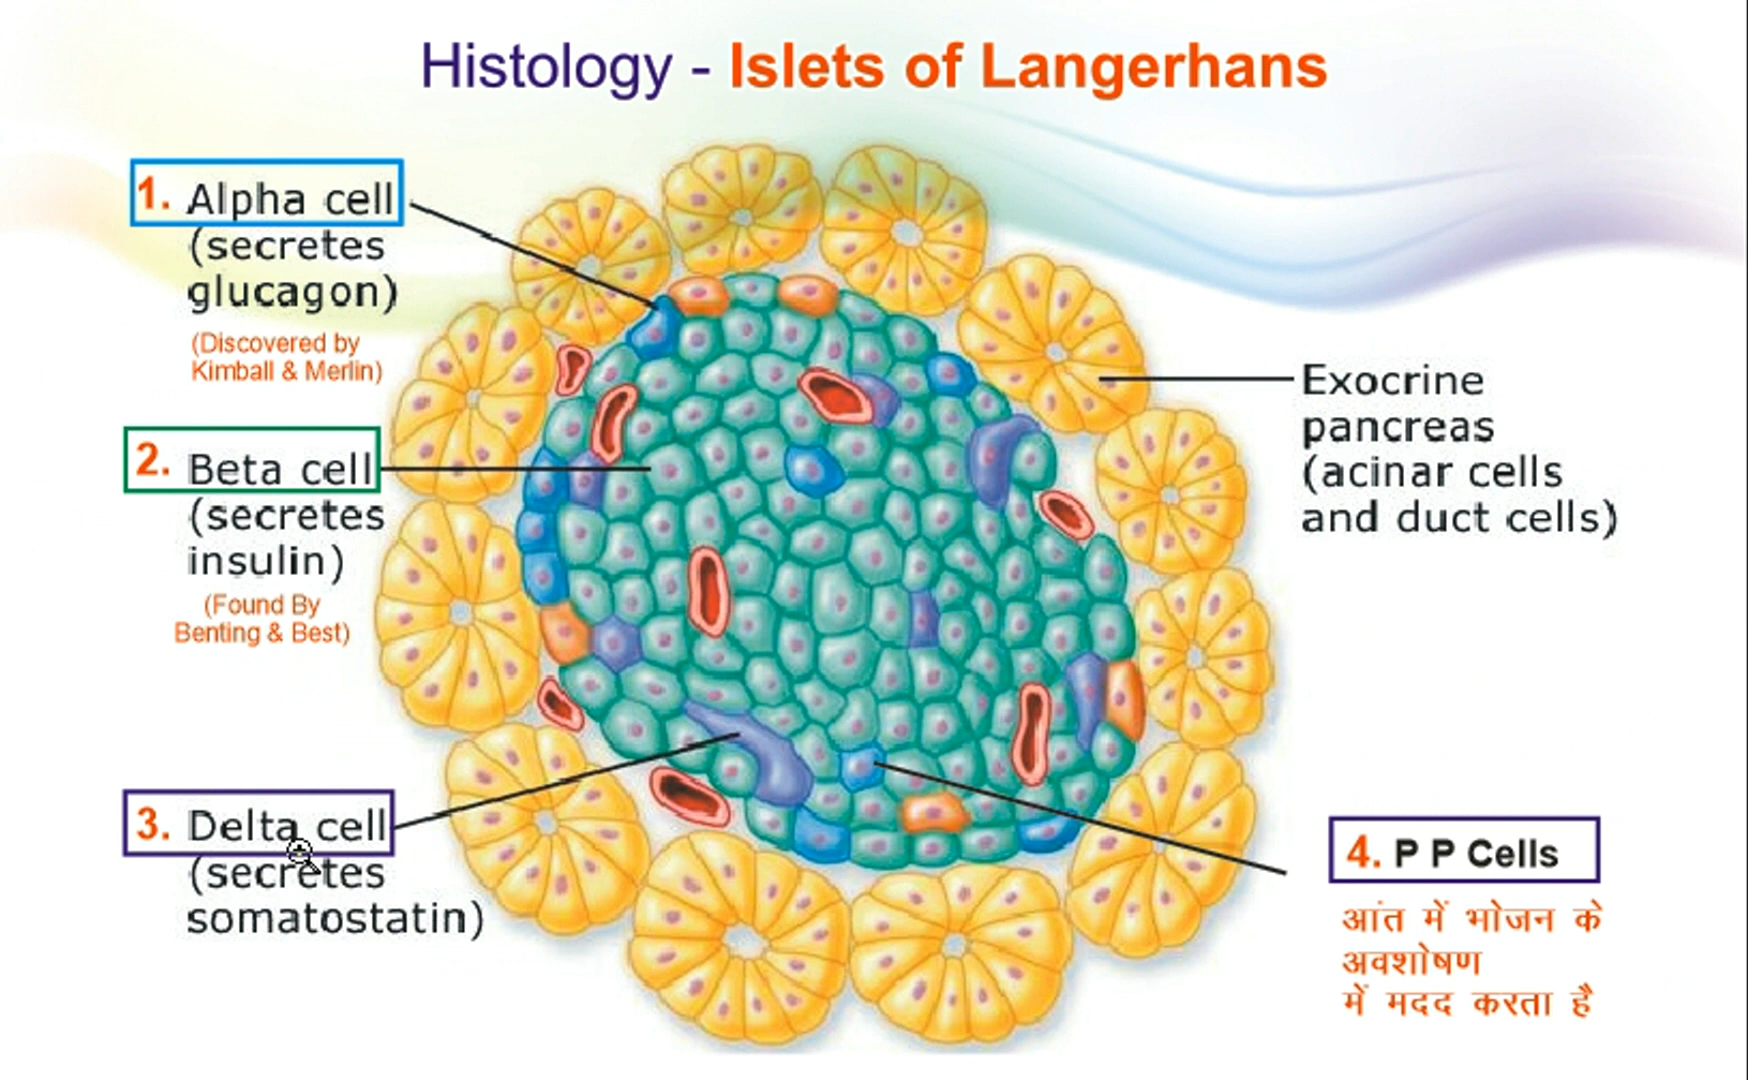 Histology - Islets of Langerhans
1. Alpha cell
(secretes
glucagon)
(Discovered by
Kimball & Merlin)
2. Beta cell
(secretes
insulin)
(Found By
Benting & Best)
3. Delta cell
(secretes
somatostatin)
Exocrine
pancreas
(acinar cells
and duct cells)
4. P P Cells
आंत में भोजन के
अवशोषण
में मदद करता है